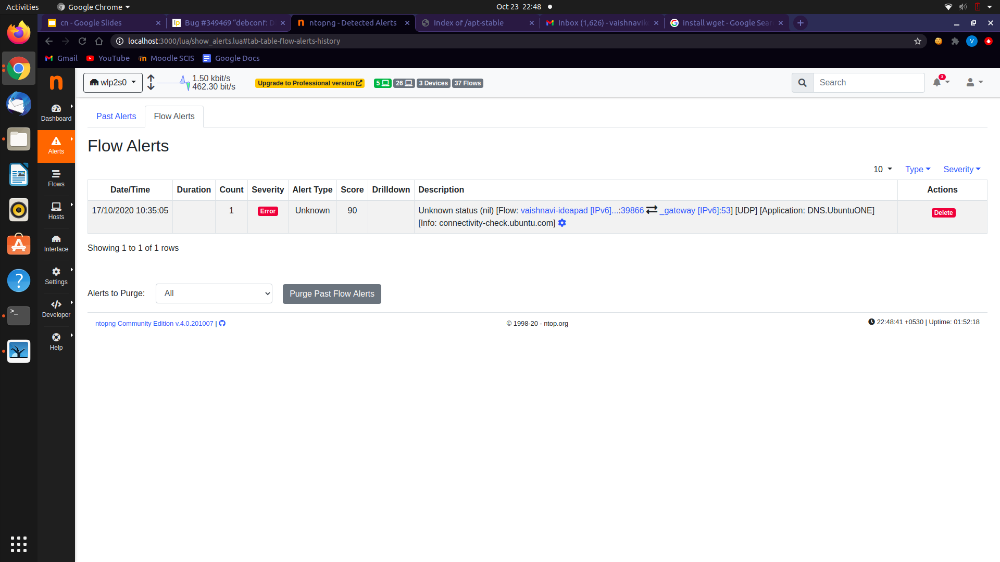 Activities Google Chrome Oct 23 22:48
cn - Google Slides Bug #349469 “debconf: D ntopng - Detected Alerts Index of /apt-stable Inbox (1,626) - vaishnavik install wget - Google Sear
localhost:3000/lua/show_alerts.lua#tab-table-flow-alerts-history V
Gmail YouTube Moodle SCIS Google Docs
wlp2s0 1.50 kbit/s Upgrade to Professional version 5 26 3 Devices 37 Flows Search 3
462.30 bit/s
Dashboard
Alerts
Flows
Hosts
Interface
Settings
Developer
Help
Past Alerts Flow Alerts
Flow Alerts
10 Type Severity
Date/Time Duration Count Severity Alert Type Score Drilldown Description Actions
17/10/2020 10:35:05 1 Error Unknown 90 Unknown status (nil) [Flow: vaishnavi-ideapad [IPv6]...:39866 _gateway [IPv6]:53] [UDP] [Application: DNS.UbuntuONE] Delete
[Info: connectivity-check.ubuntu.com]
Showing 1 to 1 of 1 rows
Alerts to Purge: All Purge Past Flow Alerts
ntopng Community Edition v.4.0.201007 | © 1998-20 - ntop.org 22:48:41 +0530 | Uptime: 01:52:18